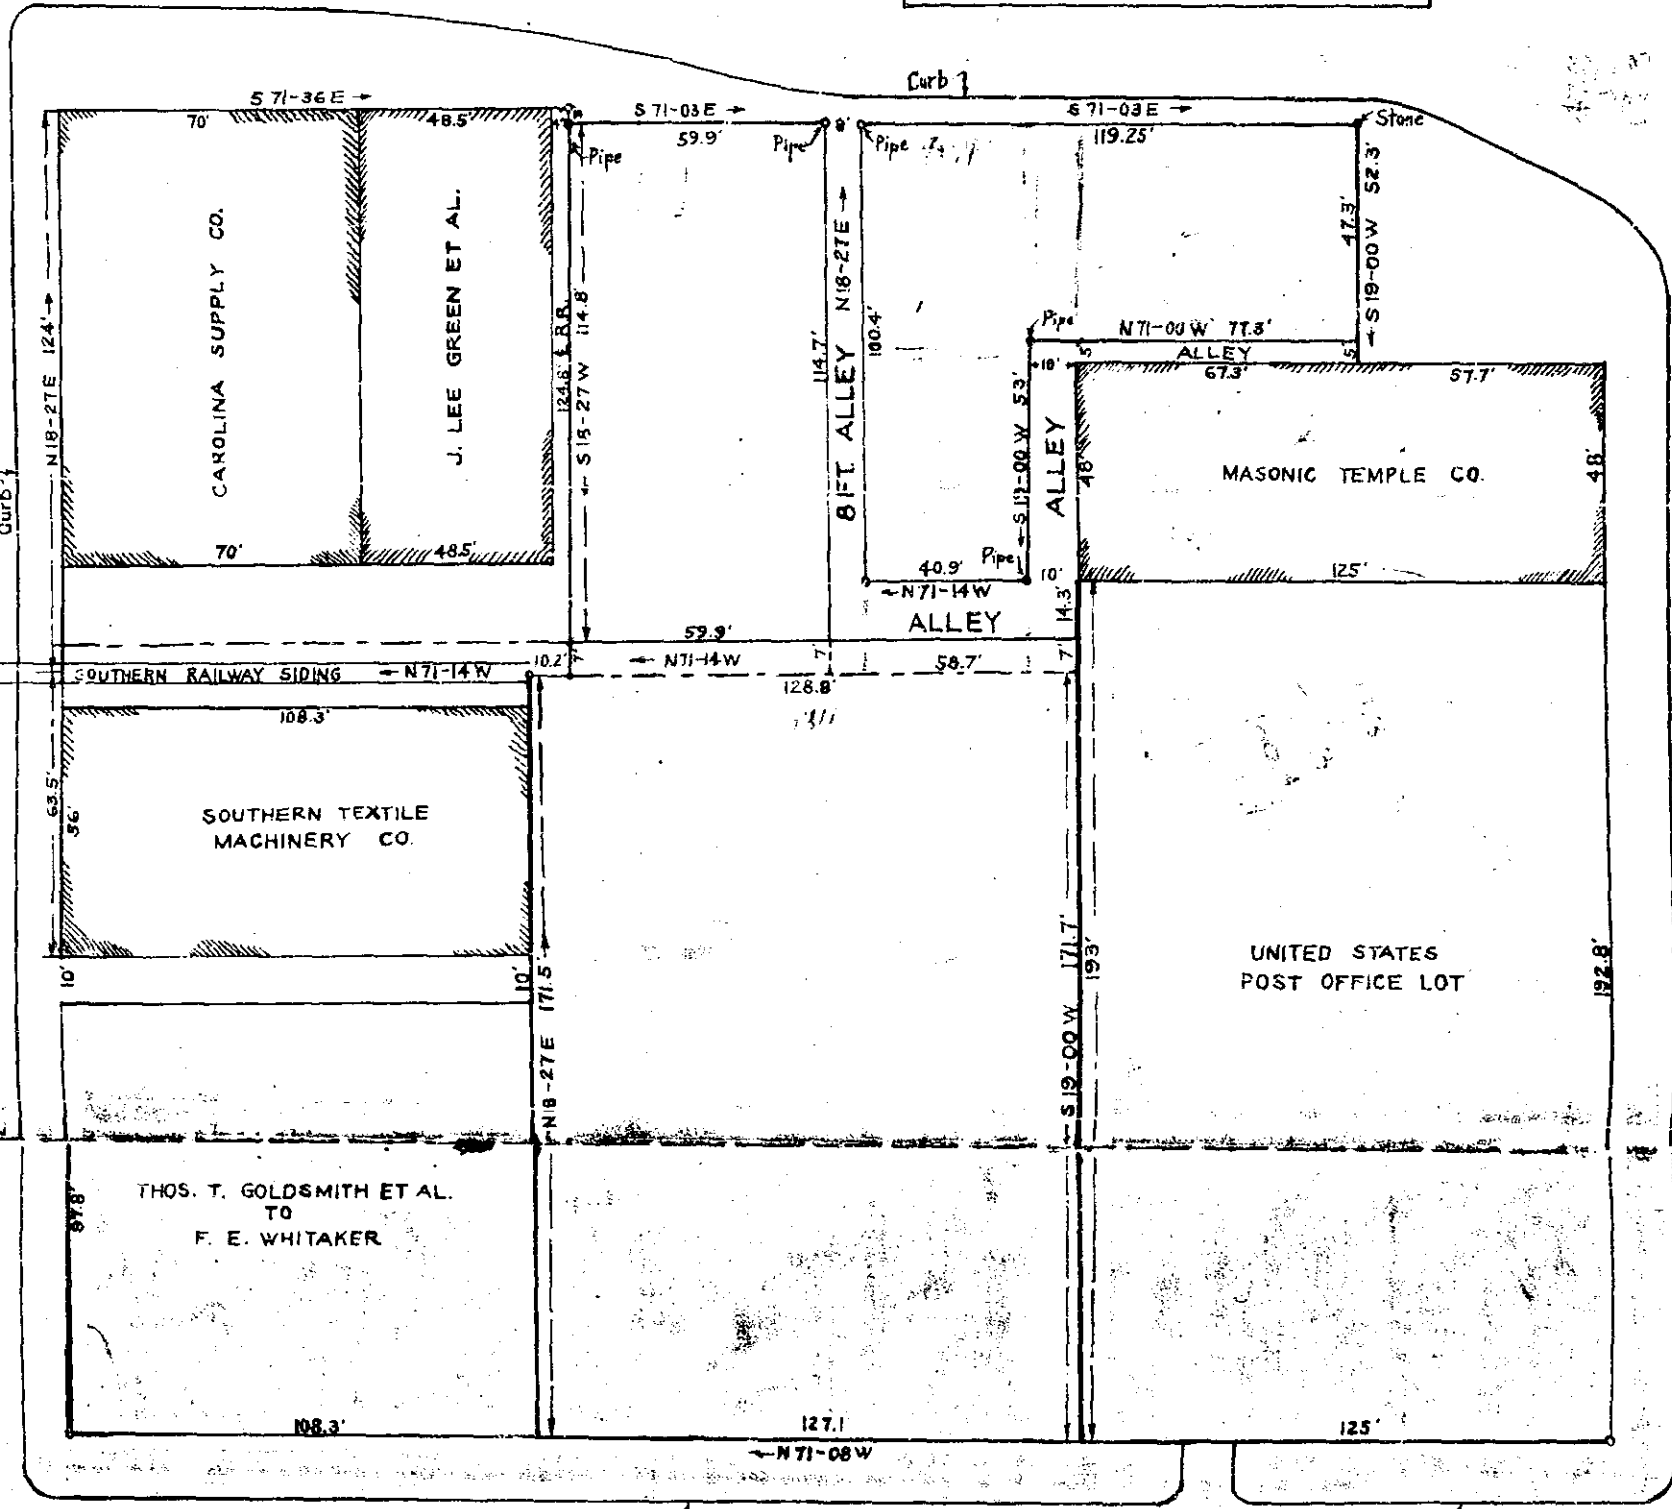 Curb
S 71-36 E
S 71-03 E
S 71-03 E
70'
48.5'
59.9'
8'
119.25'
Pipe
Pipe
Pipe
Stone
S 19-00 W 52.3'
47.3'
N 18-27 E 124'
CAROLINA SUPPLY CO.
J. LEE GREEN ET AL.
124.8' ℄ R.R.
S 18-27 W 114.8'
114.7'
8 FT. ALLEY N 18-27 E
100.4'
Pipe
N 71-00 W 77.3'
5'
ALLEY
5'
10'
67.3'
57.7'
S 19-00 W 53'
ALLEY
48'
MASONIC TEMPLE CO.
48'
Curb
70'
48.5'
Pipe
10'
40.9'
125'
N 71-14 W
14.3'
ALLEY
59.9'
10.2'
7'
N 71-14 W
7'
58.7'
7'
SOUTHERN RAILWAY SIDING N 71-14 W
128.8'
108.3'
63.5'
56'
SOUTHERN TEXTILE
MACHINERY CO.
10'
10'
N 18-27 E 171.5
S 19-00 W 171.7'
193'
UNITED STATES
POST OFFICE LOT
192.8'
THOS. T. GOLDSMITH ET AL.
TO
F. E. WHITAKER
97.8'
108.3'
127.1
125'
N 71-08 W